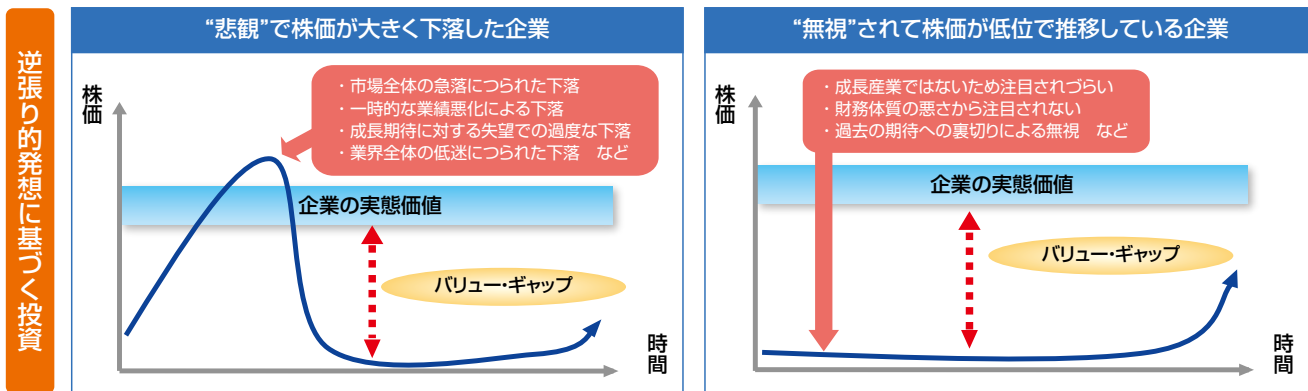 逆張り的発想に基づく投資
“悲観”で株価が大きく下落した企業
株価
・市場全体の急落につられた下落
・一時的な業績悪化による下落
・成長期待に対する失望での過度な下落
・業界全体の低迷につられた下落　など
企業の実態価値
バリュー・ギャップ
時間
“無視”されて株価が低位で推移している企業
株価
・成長産業ではないため注目されづらい
・財務体質の悪さから注目されない
・過去の期待への裏切りによる無視　など
企業の実態価値
バリュー・ギャップ
時間